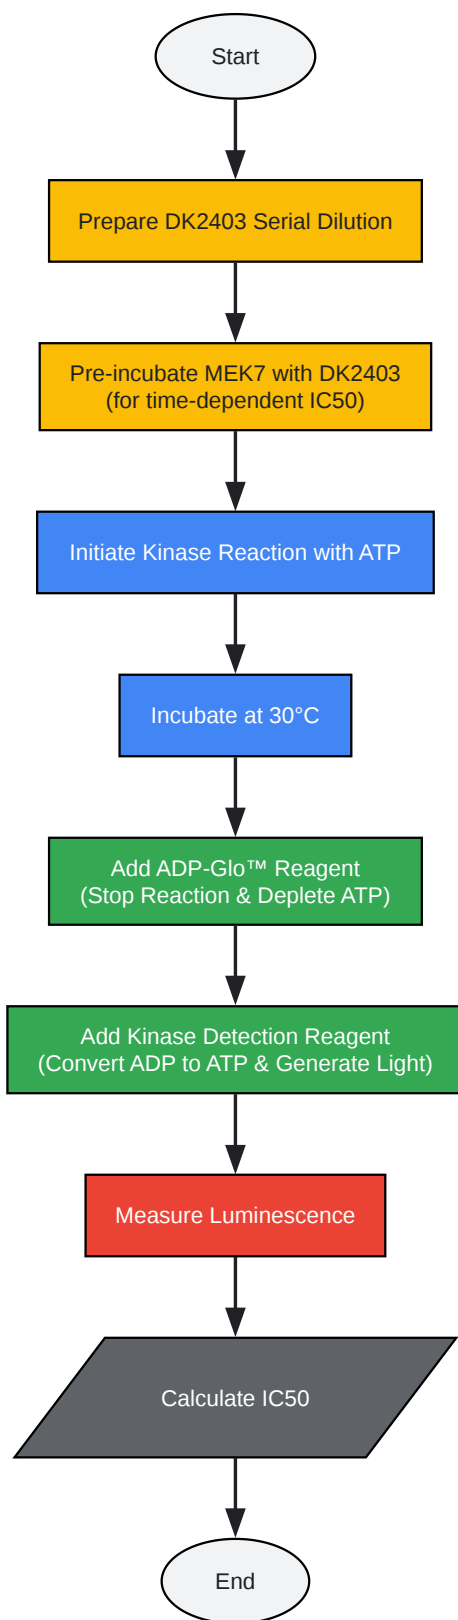 Start
Prepare DK2403 Serial Dilution
Pre-incubate MEK7 with DK2403
(for time-dependent IC50)
Initiate Kinase Reaction with ATP
Incubate at 30°C
Add ADP-Glo™ Reagent
(Stop Reaction & Deplete ATP)
Add Kinase Detection Reagent
(Convert ADP to ATP & Generate Light)
Measure Luminescence
Calculate IC50
End